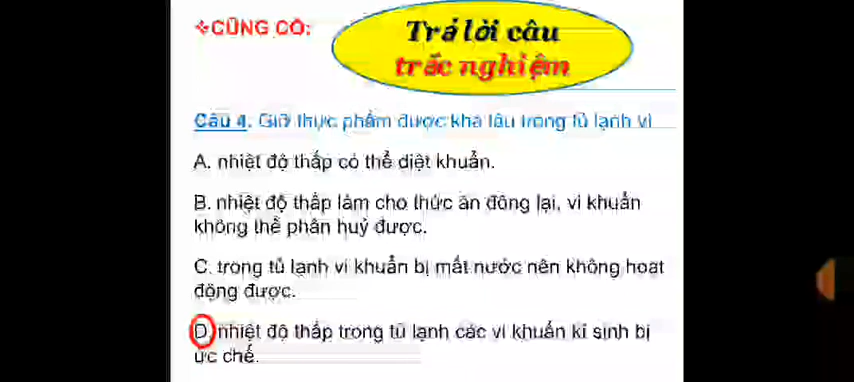 ❖CŨNG CÔ:
Trả lời câu
trắc nghiệm
Câu 4. Giữ thực phẩm được khá lâu trong tủ lạnh vì
A. nhiệt độ thấp có thể diệt khuẩn.
B. nhiệt độ thấp làm cho thức ăn đông lại, vi khuẩn
không thể phân huỷ được.
C. trong tủ lạnh vi khuẩn bị mất nước nên không hoạt
động được.
D. nhiệt độ thấp trong tủ lạnh các vi khuẩn kí sinh bị
ức chế.